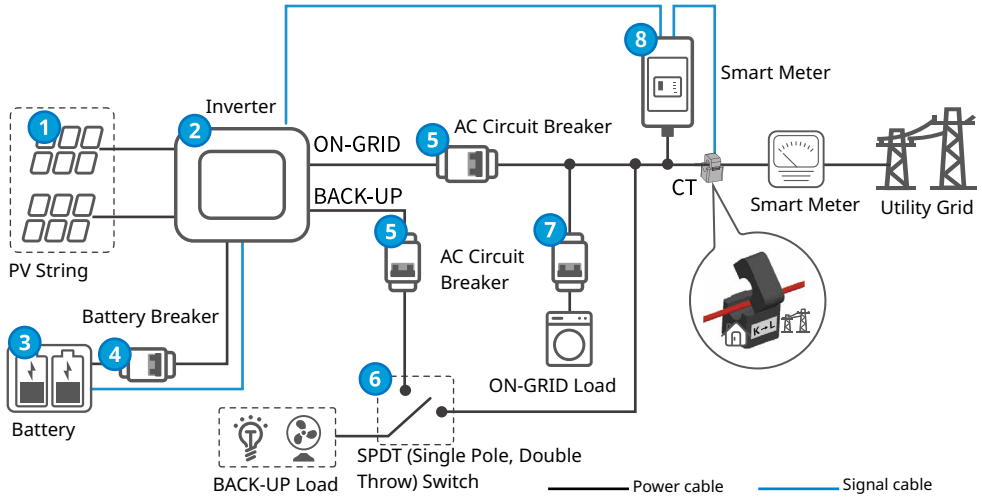 8
Smart Meter
Inverter
1
2
ON-GRID
5
AC Circuit Breaker
BACK-UP
CT
Smart Meter
Utility Grid
5
7
AC Circuit
Breaker
PV String
Battery Breaker
K→L
3
4
ON-GRID Load
6
Battery
SPDT (Single Pole, Double
Throw) Switch
BACK-UP Load
Power cable
Signal cable